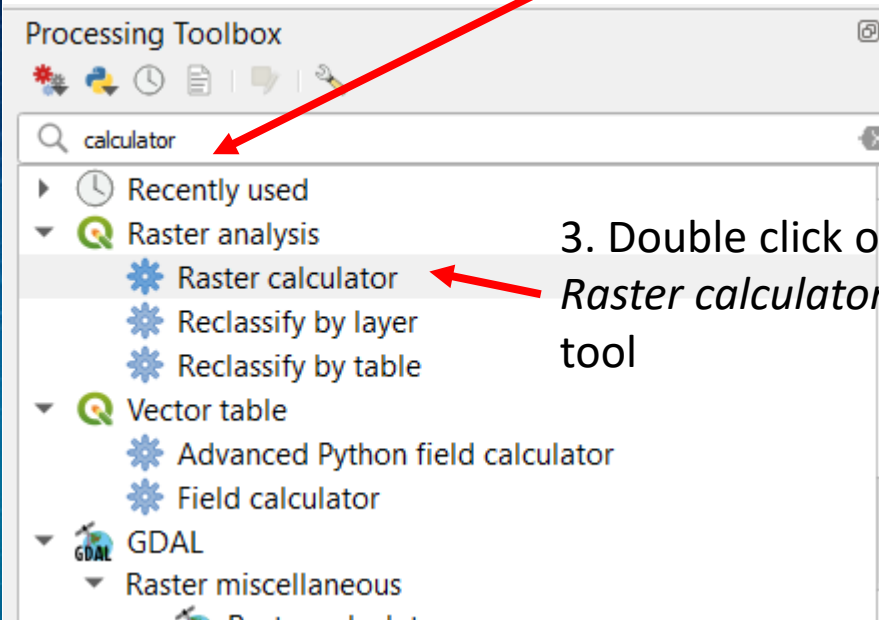 Processing Toolbox
calculator
Recently used
Raster analysis
3. Double click o
Raster calculator
Raster calculator
Reclassify by layer
tool
Reclassify by table
Vector table
Advanced Python field calculator
Field calculator
GDAL
GDAL
Raster miscellaneous